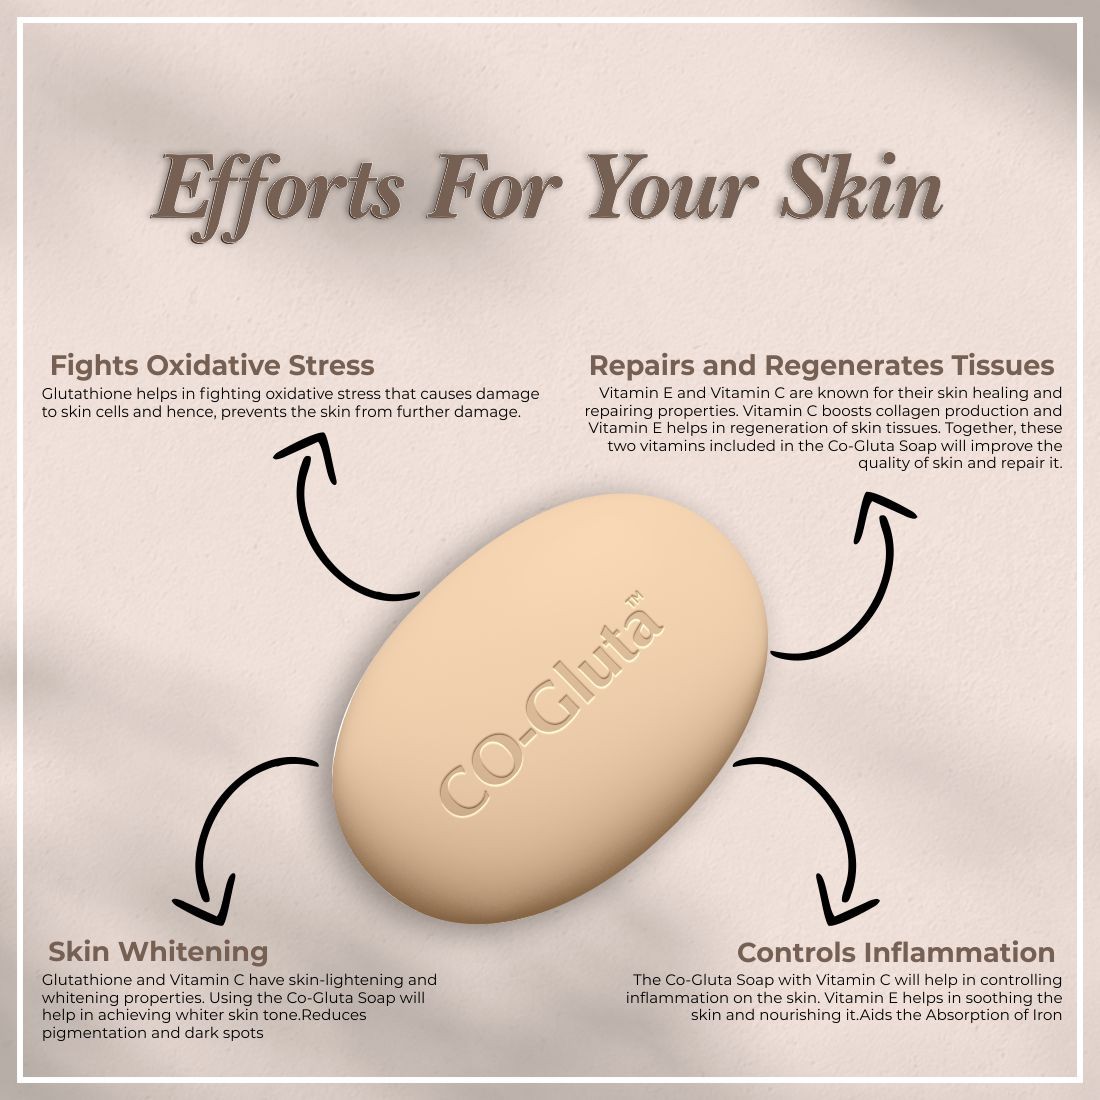 Efforts For Your Skin
Fights Oxidative Stress
Glutathione helps in fighting oxidative stress that causes damage
to skin cells and hence, prevents the skin from further damage.
Repairs and Regenerates Tissues
Vitamin E and Vitamin C are known for their skin healing and
repairing properties. Vitamin C boosts collagen production and
Vitamin E helps in regeneration of skin tissues. Together, these
two vitamins included in the Co-Gluta Soap will improve the
quality of skin and repair it.
CO-Gluta™
Skin Whitening
Glutathione and Vitamin C have skin-lightening and
whitening properties. Using the Co-Gluta Soap will
help in achieving whiter skin tone.Reduces
pigmentation and dark spots
Controls Inflammation
The Co-Gluta Soap with Vitamin C will help in controlling
inflammation on the skin. Vitamin E helps in soothing the
skin and nourishing it.Aids the Absorption of Iron